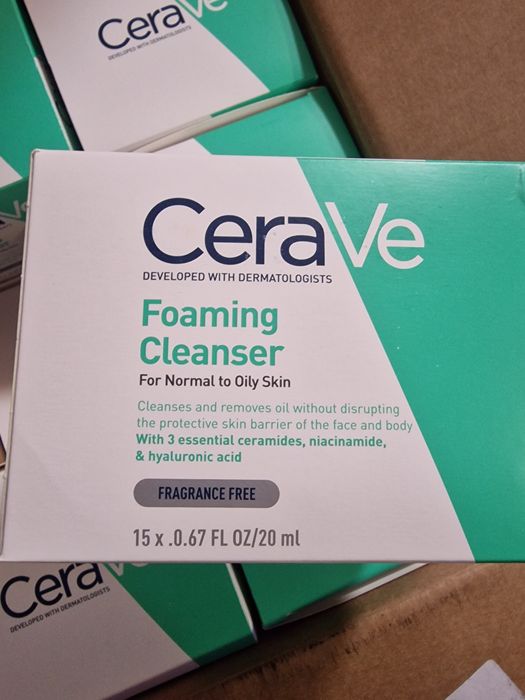 CeraVe
DEVELOPED WITH DERMATOLOGISTS
CeraVe
DEVELOPED WITH DERMATOLOGISTS
Foaming
Cleanser
For Normal to Oily Skin
Cleanses and removes oil without disrupting
the protective skin barrier of the face and body
With 3 essential ceramides, niacinamide,
& hyaluronic acid
FRAGRANCE FREE
15 x .0.67 FL OZ/20 ml
CeraVe
DEVELOPED WITH DERMATOLOGISTS